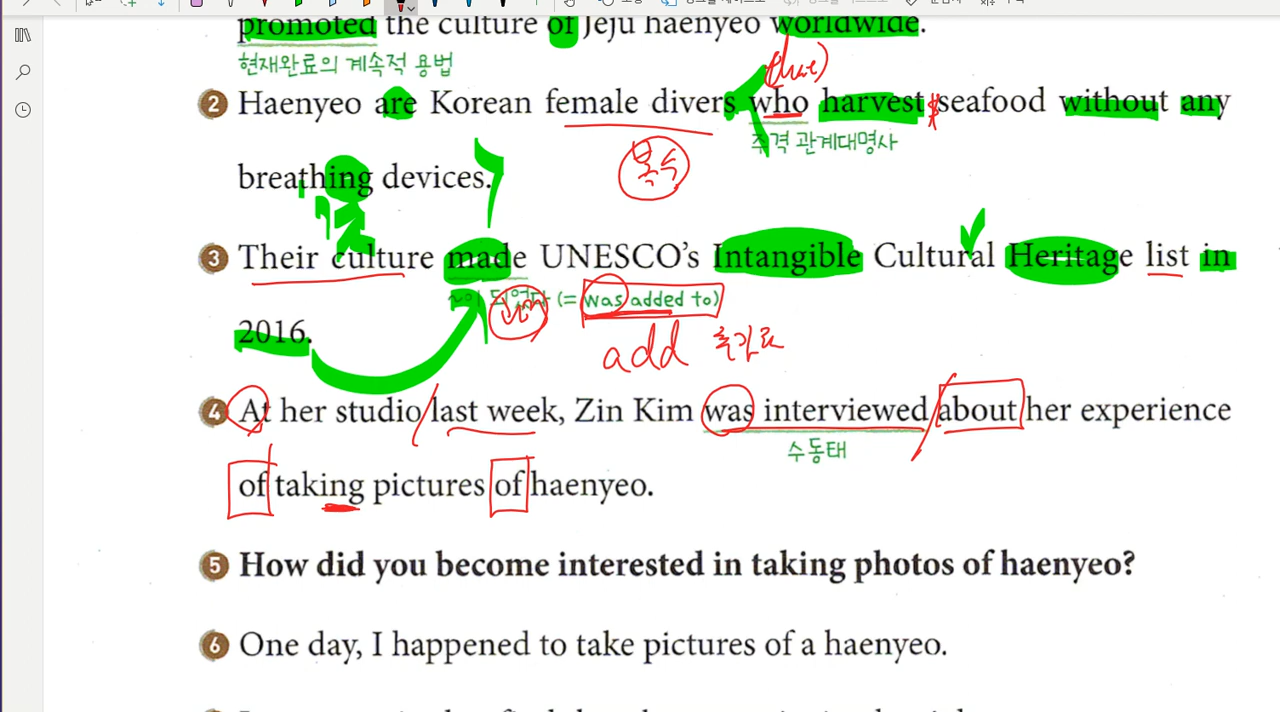 promoted the culture of Jeju haenyeo worldwide.
현재완료의 계속적 용법
(that)
2 Haenyeo are Korean female divers who harvest seafood without any
주격 관계대명사
복수
breathing devices.
3 Their culture made UNESCO's Intangible Cultural Heritage list in
되었다 (= was added to)
2016.
add 추가로
4 At her studio last week, Zin Kim was interviewed about her experience
수동태
of taking pictures of haenyeo.
5 How did you become interested in taking photos of haenyeo?
6 One day, I happened to take pictures of a haenyeo.